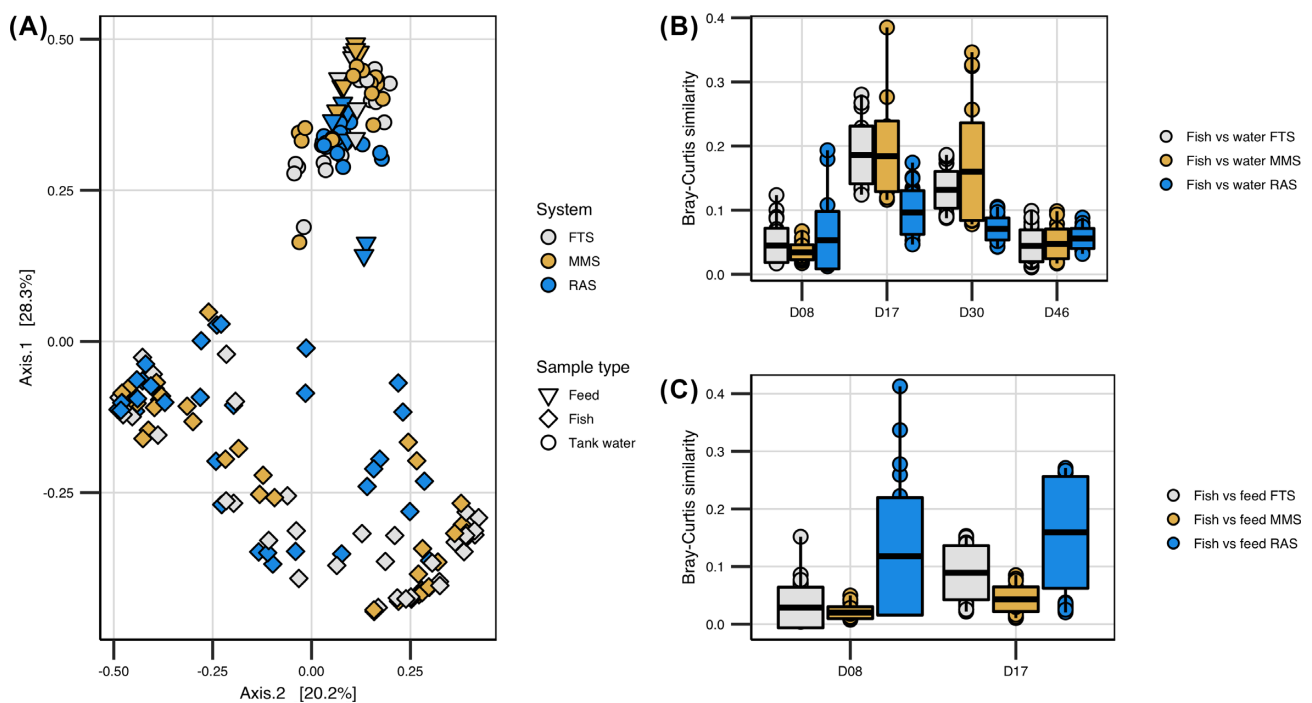 (A)
0.50
0.25
0.00
-0.25
Axis.1 [28.3%]
-0.50
-0.25
0.00
0.25
Axis.2 [20.2%]
System
FTS
MMS
RAS
Sample type
Feed
Fish
Tank water
(B)
0.4
0.3
0.2
0.1
0.0
Bray-Curtis similarity
D08
D17
D30
D46
Fish vs water FTS
Fish vs water MMS
Fish vs water RAS
(C)
0.4
0.3
0.2
0.1
0.0
Bray-Curtis similarity
D08
D17
Fish vs feed FTS
Fish vs feed MMS
Fish vs feed RAS